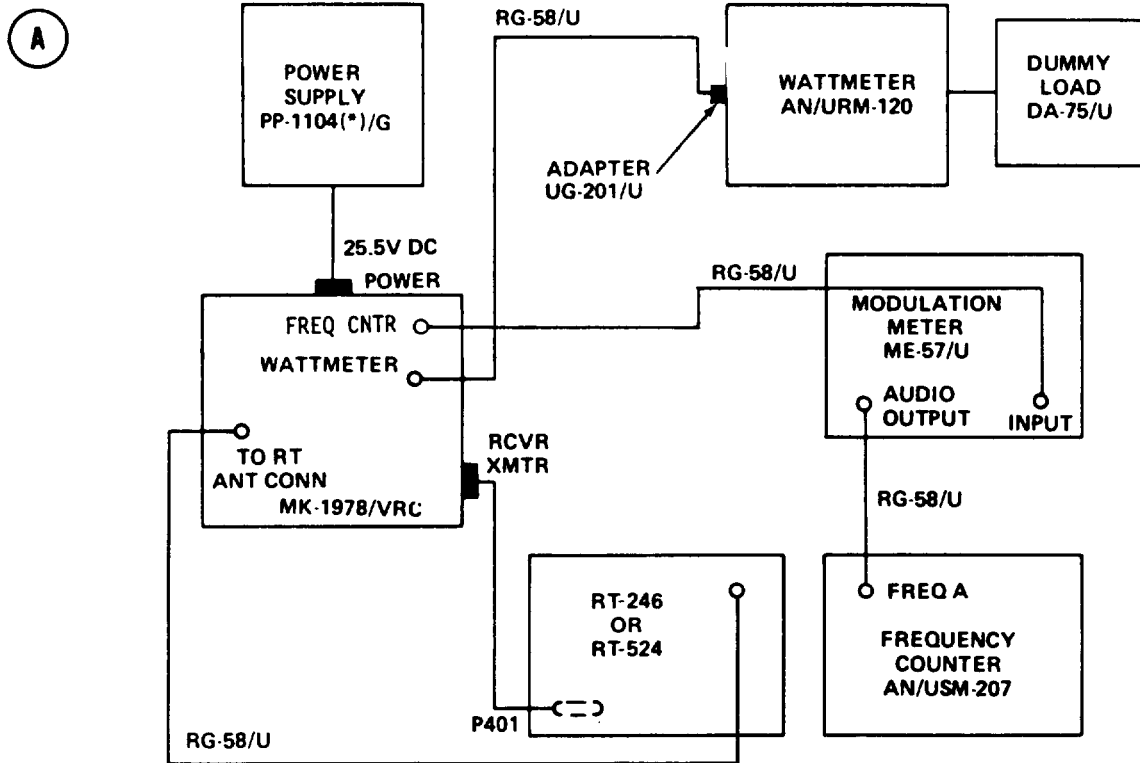 A
POWER
SUPPLY
PP-1104(*)/G
RG-58/U
WATTMETER
AN/URM-120
DUMMY
LOAD
DA-75/U
ADAPTER
UG-201/U
25.5V DC
POWER
FREQ CNTR
WATTMETER
TO RT
ANT CONN
MK-1978/VRC
RCVR
XMTR
RG-58/U
MODULATION
METER
ME-57/U
AUDIO
OUTPUT
INPUT
RG-58/U
RT-246
OR
RT-524
P401
RG-58/U
FREQ A
FREQUENCY
COUNTER
AN/USM-207